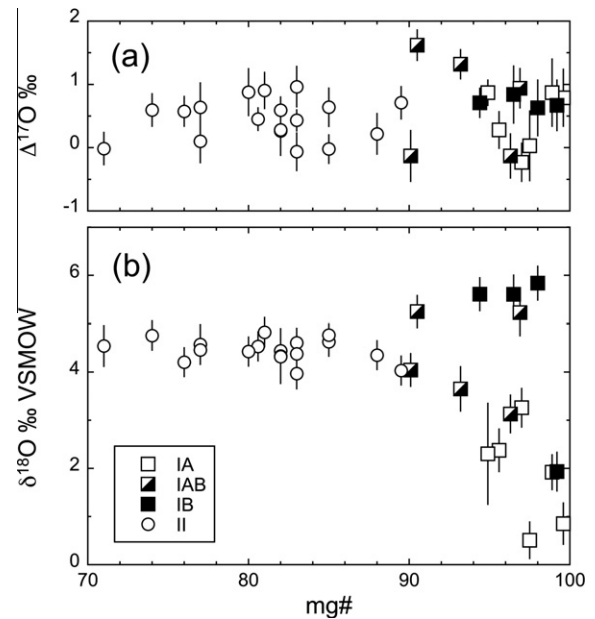 (a)
Δ¹⁷O ‰
2
1
0
-1
(b)
δ¹⁸O ‰ VSMOW
6
4
2
0
IA
IAB
IB
II
70 80 90 100
mg#